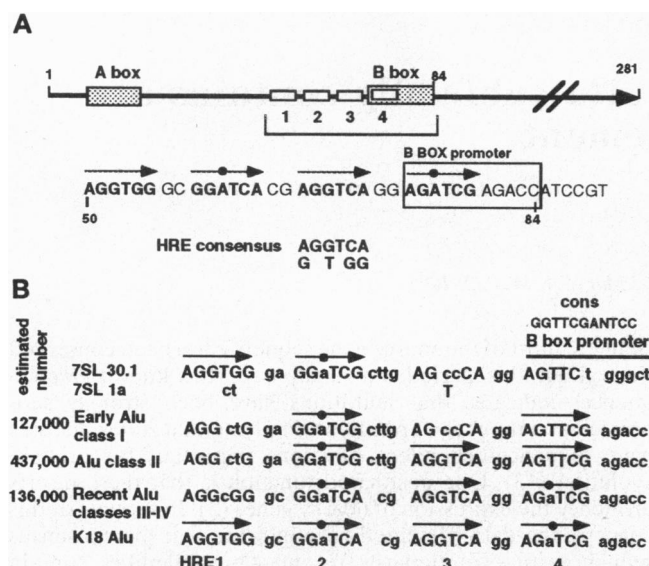 A
1 A box B box 84 281
1 2 3 4
B BOX promoter
AGGTGG GC GGATCA CG AGGTCA GG AGATCG AGACCATCCGT
50 84
HRE consensus AGGTCA
G T GG
B
estimated number
cons
GGTTCGANTCC
B box promoter
7SL 30.1 AGGTGG ga GGaTCG cttg AG ccCA gg AGTTC t gggct
7SL L23 ct T
127,000 Early Alu class I AGG ctG ga GGaTCG cttg AG ccCA gg AGTTCG agacc
437,000 Alu class II AGG ctgG ga GGaTCG cttg AGGTCA gg AGTTCG agacc
136,000 Recent Alu classes III-IV AGGcGG gc GGaTCA cg AGGTCA gg AGaTCG agacc
K18 Alu AGGTGG gc GGaTCA cg AGGTCA gg AGaTCG agacc
HRE1 2 3 4